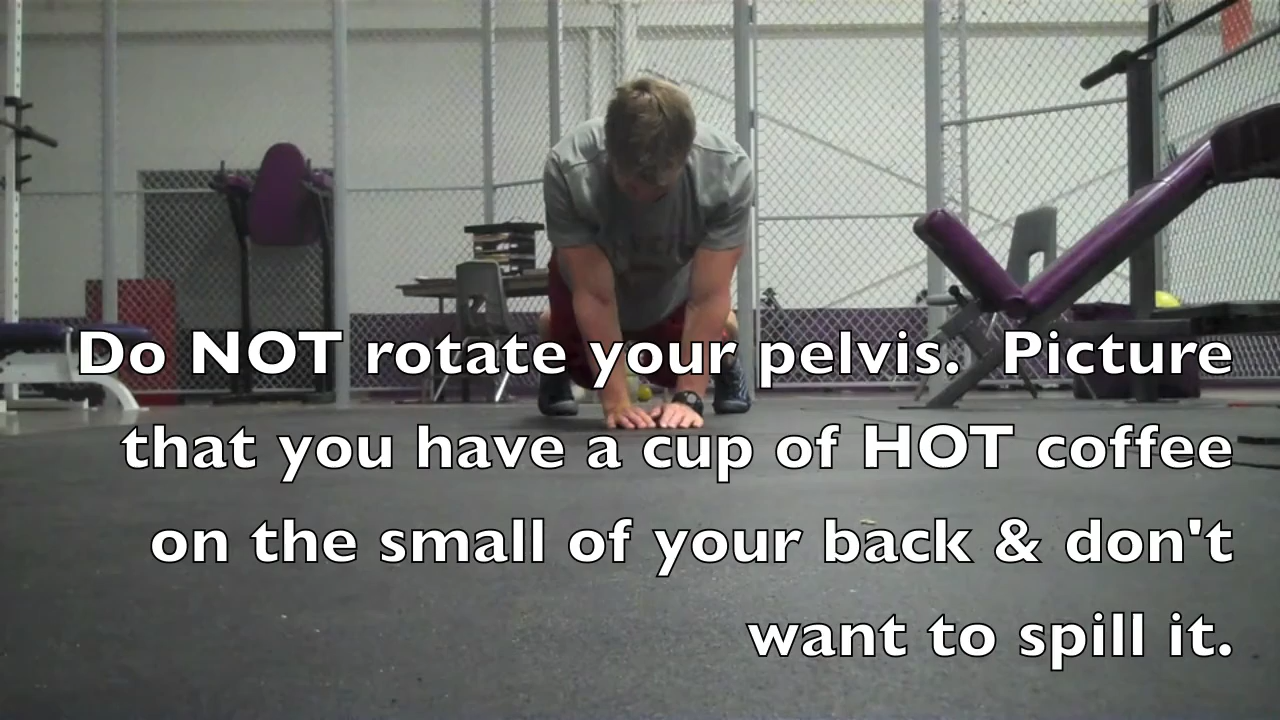 Do NOT rotate your pelvis.  Picture
that you have a cup of HOT coffee
on the small of your back & don't
want to spill it.